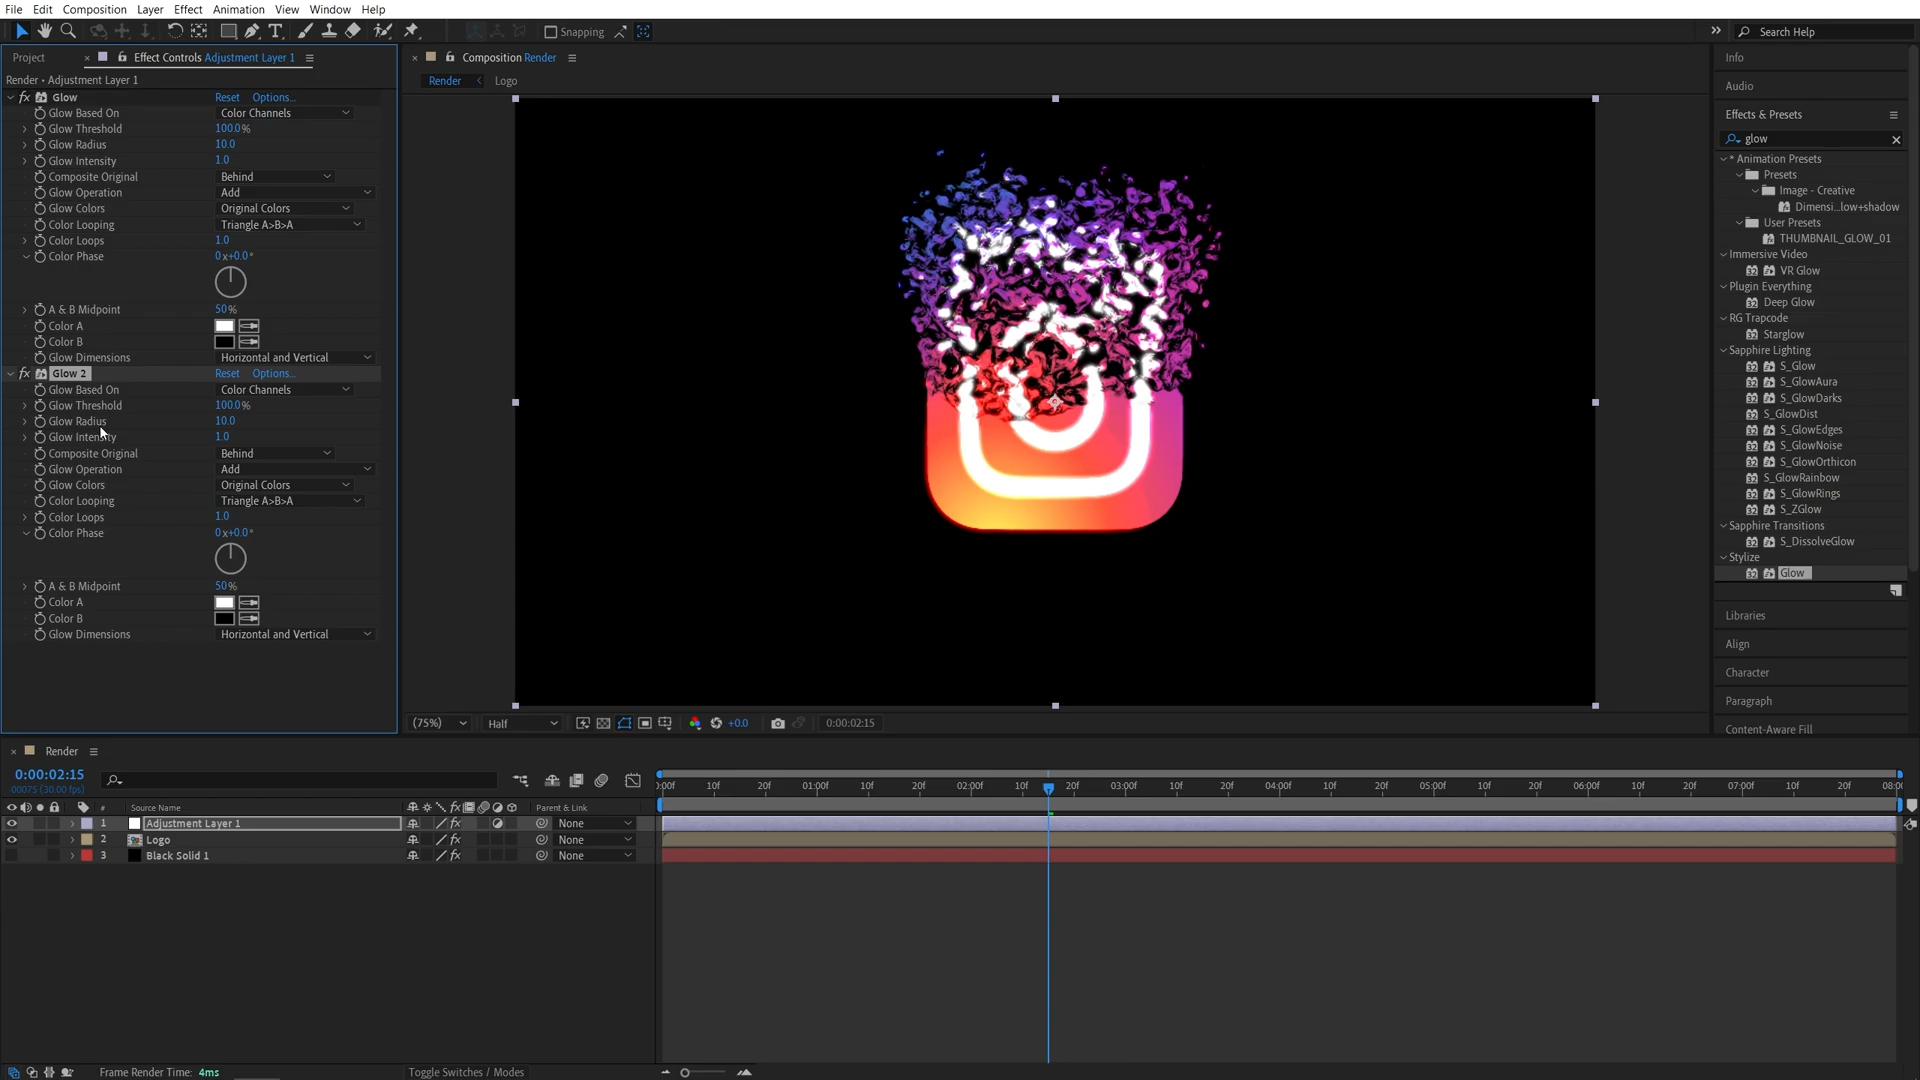 File Edit Composition Layer Effect Animation View Window Help
Snapping
Search Help
Project
Effect Controls Adjustment Layer 1
Render • Adjustment Layer 1
Glow Reset Options...
Glow Based On Color Channels
Glow Threshold 100.0%
Glow Radius 10.0
Glow Intensity 1.0
Composite Original Behind
Glow Operation Add
Glow Colors Original Colors
Color Looping Triangle A>B>A
Color Loops 1.0
Color Phase 0x+0.0°
A & B Midpoint 50%
Color A
Color B
Glow Dimensions Horizontal and Vertical
Glow 2 Reset Options...
Glow Based On Color Channels
Glow Threshold 100.0%
Glow Radius 10.0
Glow Intensity 1.0
Composite Original Behind
Glow Operation Add
Glow Colors Original Colors
Color Looping Triangle A>B>A
Color Loops 1.0
Color Phase 0x+0.0°
A & B Midpoint 50%
Color A
Color B
Glow Dimensions Horizontal and Vertical
Composition Render
Render Logo
(75%) Half +0.0 0:00:02:15
Info
Audio
Effects & Presets
glow
* Animation Presets
Presets
Image - Creative
Dimensi...low+shadow
User Presets
THUMBNAIL_GLOW_01
Immersive Video
VR Glow
Plugin Everything
Deep Glow
RG Trapcode
Starglow
Sapphire Lighting
S_Glow
S_GlowAura
S_GlowDarks
S_GlowDist
S_GlowEdges
S_GlowNoise
S_GlowOrthicon
S_GlowRainbow
S_GlowRings
S_ZGlow
Sapphire Transitions
S_DissolveGlow
Stylize
Glow
Libraries
Align
Character
Paragraph
Content-Aware Fill
Render
0:00:02:15
00075 (30.00 fps)
:00f 10f 20f 01:00f 10f 20f 02:00f 10f 20f 03:00f 10f 20f 04:00f 10f 20f 05:00f 10f 20f 06:00f 10f 20f 07:00f 10f 20f 08:00
# Source Name Parent & Link
1 Adjustment Layer 1 None
2 Logo None
3 Black Solid 1 None
Frame Render Time: 4ms
Toggle Switches / Modes